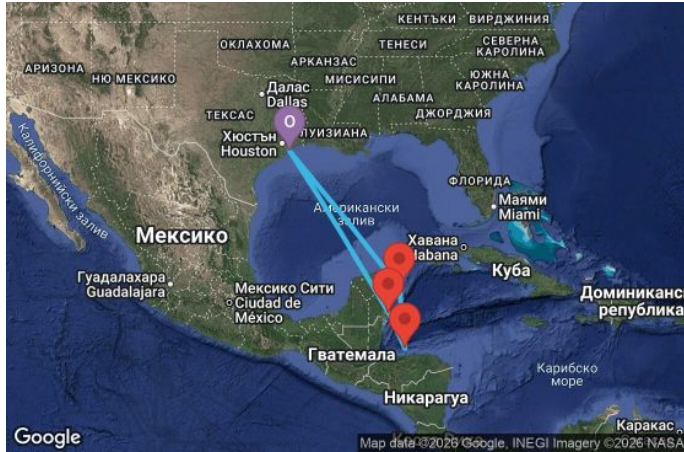 КЕНТЪКИ
ВИРДЖИНИЯ
ОКЛАХОМА
ТЕНЕСИ
СЕВЕРНА
КАРОЛИНА
АРИЗОНА
НЮ МЕКСИКО
АРКАНЗАС
МИСИСИПИ
ЮЖНА
КАРОЛИНА
Далас
Dallas
АЛАБАМА
ДЖОРДЖИЯ
ТЕКСАС
O
ЛУИЗИАНА
Хюстън
Houston
Калифорнийски залив
ФЛОРИДА
Маями
Miami
Американски
залив
Мексико
Хавана
Habana
Куба
Гуадалахара
Guadalajara
Мексико Сити
Ciudad de
México
Доминиканс
република
Гватемала
Карибско
море
Никарагуа
Каракас
Google
Map data ©2026 Google, INEGI Imagery ©2026 NASA